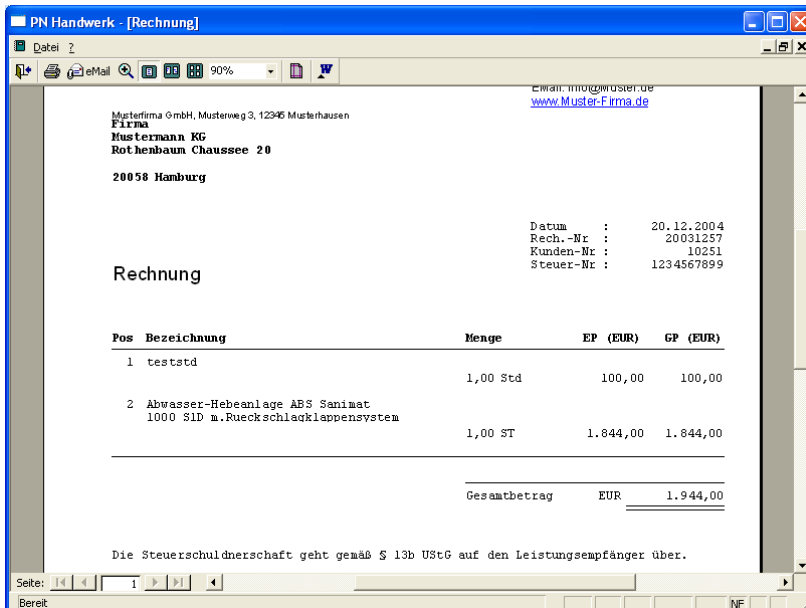 PN Handwerk - [Rechnung]
Datei ?
eMail 90%
EMail: info@Muster.de
www.Muster-Firma.de
Musterfirma GmbH, Musterweg 3, 12345 Musterhausen
Firma
Mustermann KG
Rothenbaum Chaussee 20
20058 Hamburg
Datum : 20.12.2004
Rech.-Nr : 20031257
Kunden-Nr : 10251
Steuer-Nr : 1234567899
Rechnung
Pos Bezeichnung Menge EP (EUR) GP (EUR)
1 teststd
1,00 Std 100,00 100,00
2 Abwasser-Hebeanlage ABS Sanimat
1000 S1D m.Rueckschlagklappensystem
1,00 ST 1.844,00 1.844,00
Gesamtbetrag EUR 1.944,00
Die Steuerschuldnerschaft geht gemäß § 13b UStG auf den Leistungsempfänger über.
Seite: 1
Bereit NF